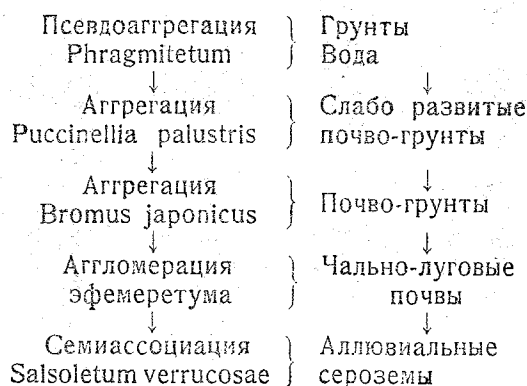 Псевдоаггрегация } Грунты
Phragmitetum } Вода
↓ ↓
Аггрегация } Слабо развитые
Puccinellia palustris } почво-грунты
↓ ↓
Аггрегация
Bromus japonicus } Почво-грунты
↓ ↓
Аггломерация } Чально-луговые
эфемеретума } почвы
↓ ↓
Семиассоциация } Аллювиальные
Salsoletum verrucosae } сероземы